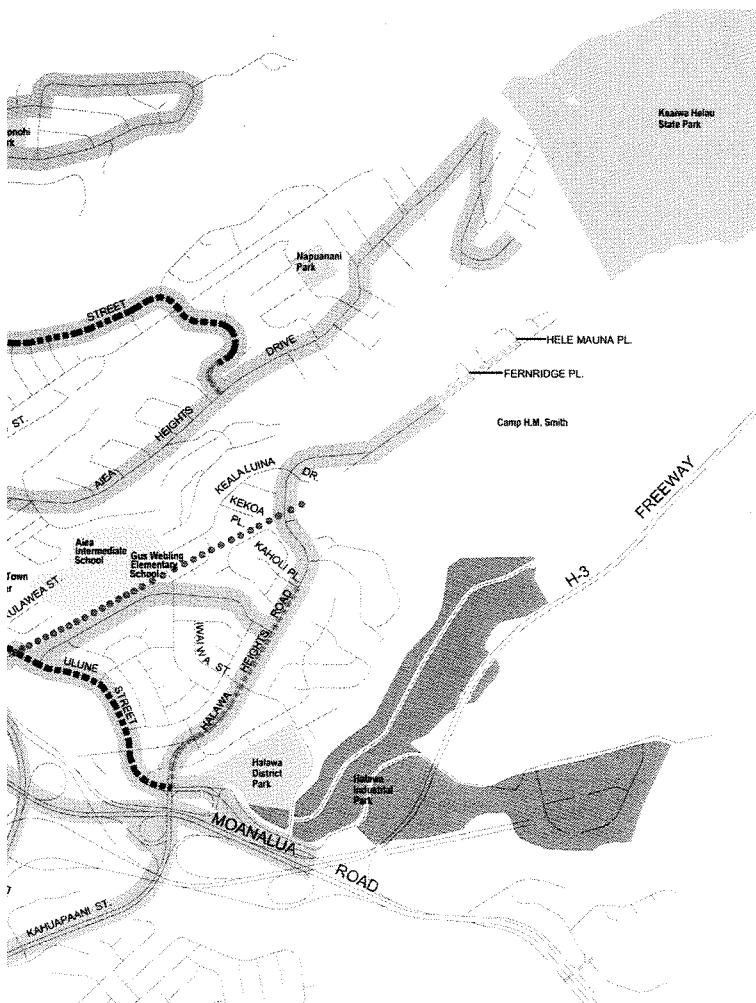 Keaiwa Heiau
State Park
Napuanani
Park
STREET
DRIVE
HELE MAUNA PL.
FERNRIDGE PL.
ST.
HEIGHTS
AIEA
Camp H.M. Smith
KEALALUINA
DR.
KEKOA
PL.
FREEWAY
H-3
Aiea
Intermediate
School
Gus Webling
Elementary
School
KAHOLI PL.
Town
ULAWEA ST.
IWAIWA ST.
HALAWA HEIGHTS ROAD
ULUNE
STREET
Halawa
District
Park
Halawa
Industrial
Park
MOANALUA
ROAD
KAHUAPAANI ST.